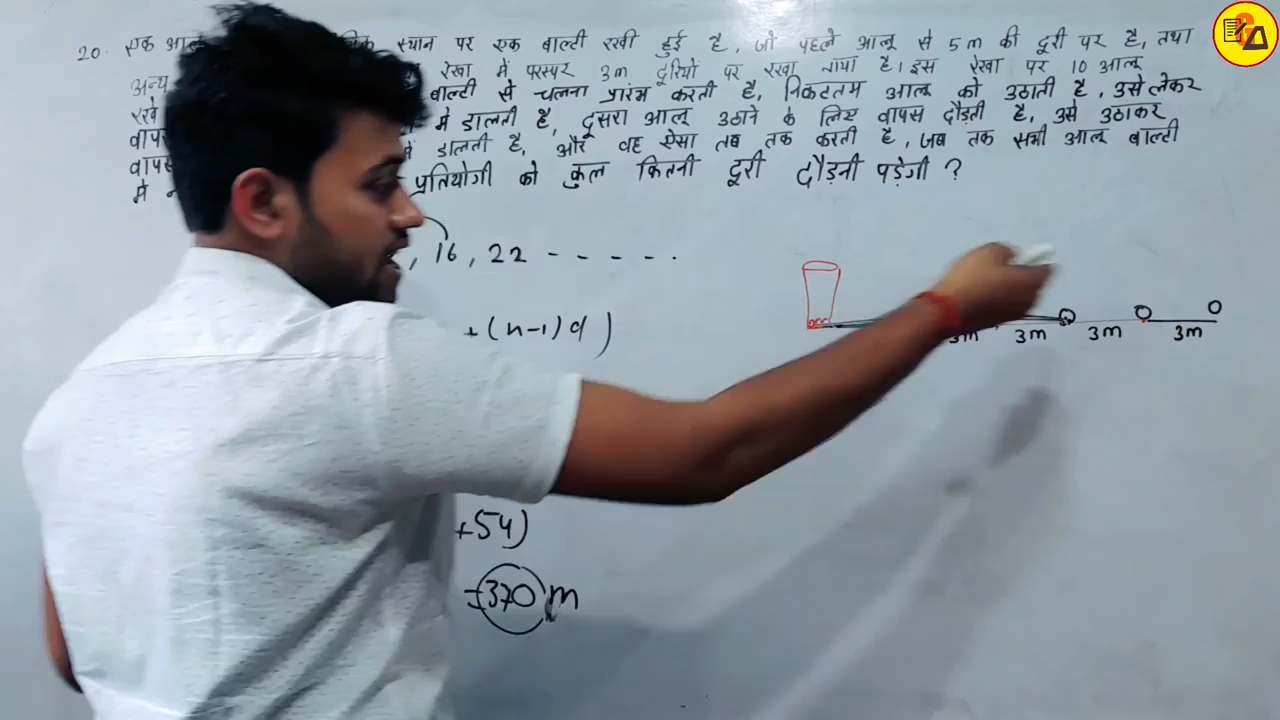 20. एक आलू स्थान पर एक बाल्टी रखी हुई है, जो पहले आलू से 5m की दूरी पर है, तथा
अन्य रेखा में परस्पर 3m दूरियों पर रखा गया है। इस रेखा पर 10 आलू
रखे बाल्टी से चलना प्रारंभ करती है, निकटतम आलू को उठाती है, उसे लेकर
वापस में डालती है, दूसरा आलू उठाने के लिए वापस दौड़ती है, उसे उठाकर
वापस डालती है, और वह ऐसा तब तक करती है, जब तक सभी आलू बाल्टी
में प्रतियोगी को कुल कितनी दूरी दौड़नी पड़ेगी ?
, 16, 22 - - - - - .
+(n-1)d)
3m 3m 3m 3m
+54)
=370 m